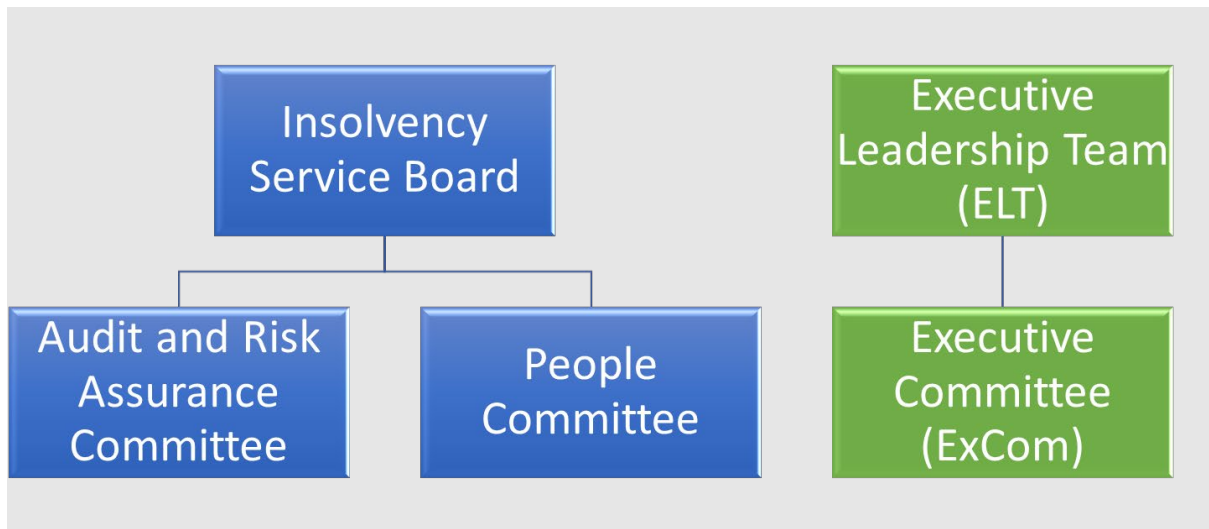 Insolvency
Service Board
Executive
Leadership Team
(ELT)
Audit and Risk
Assurance
Committee
People
Committee
Executive
Committee
(ExCom)